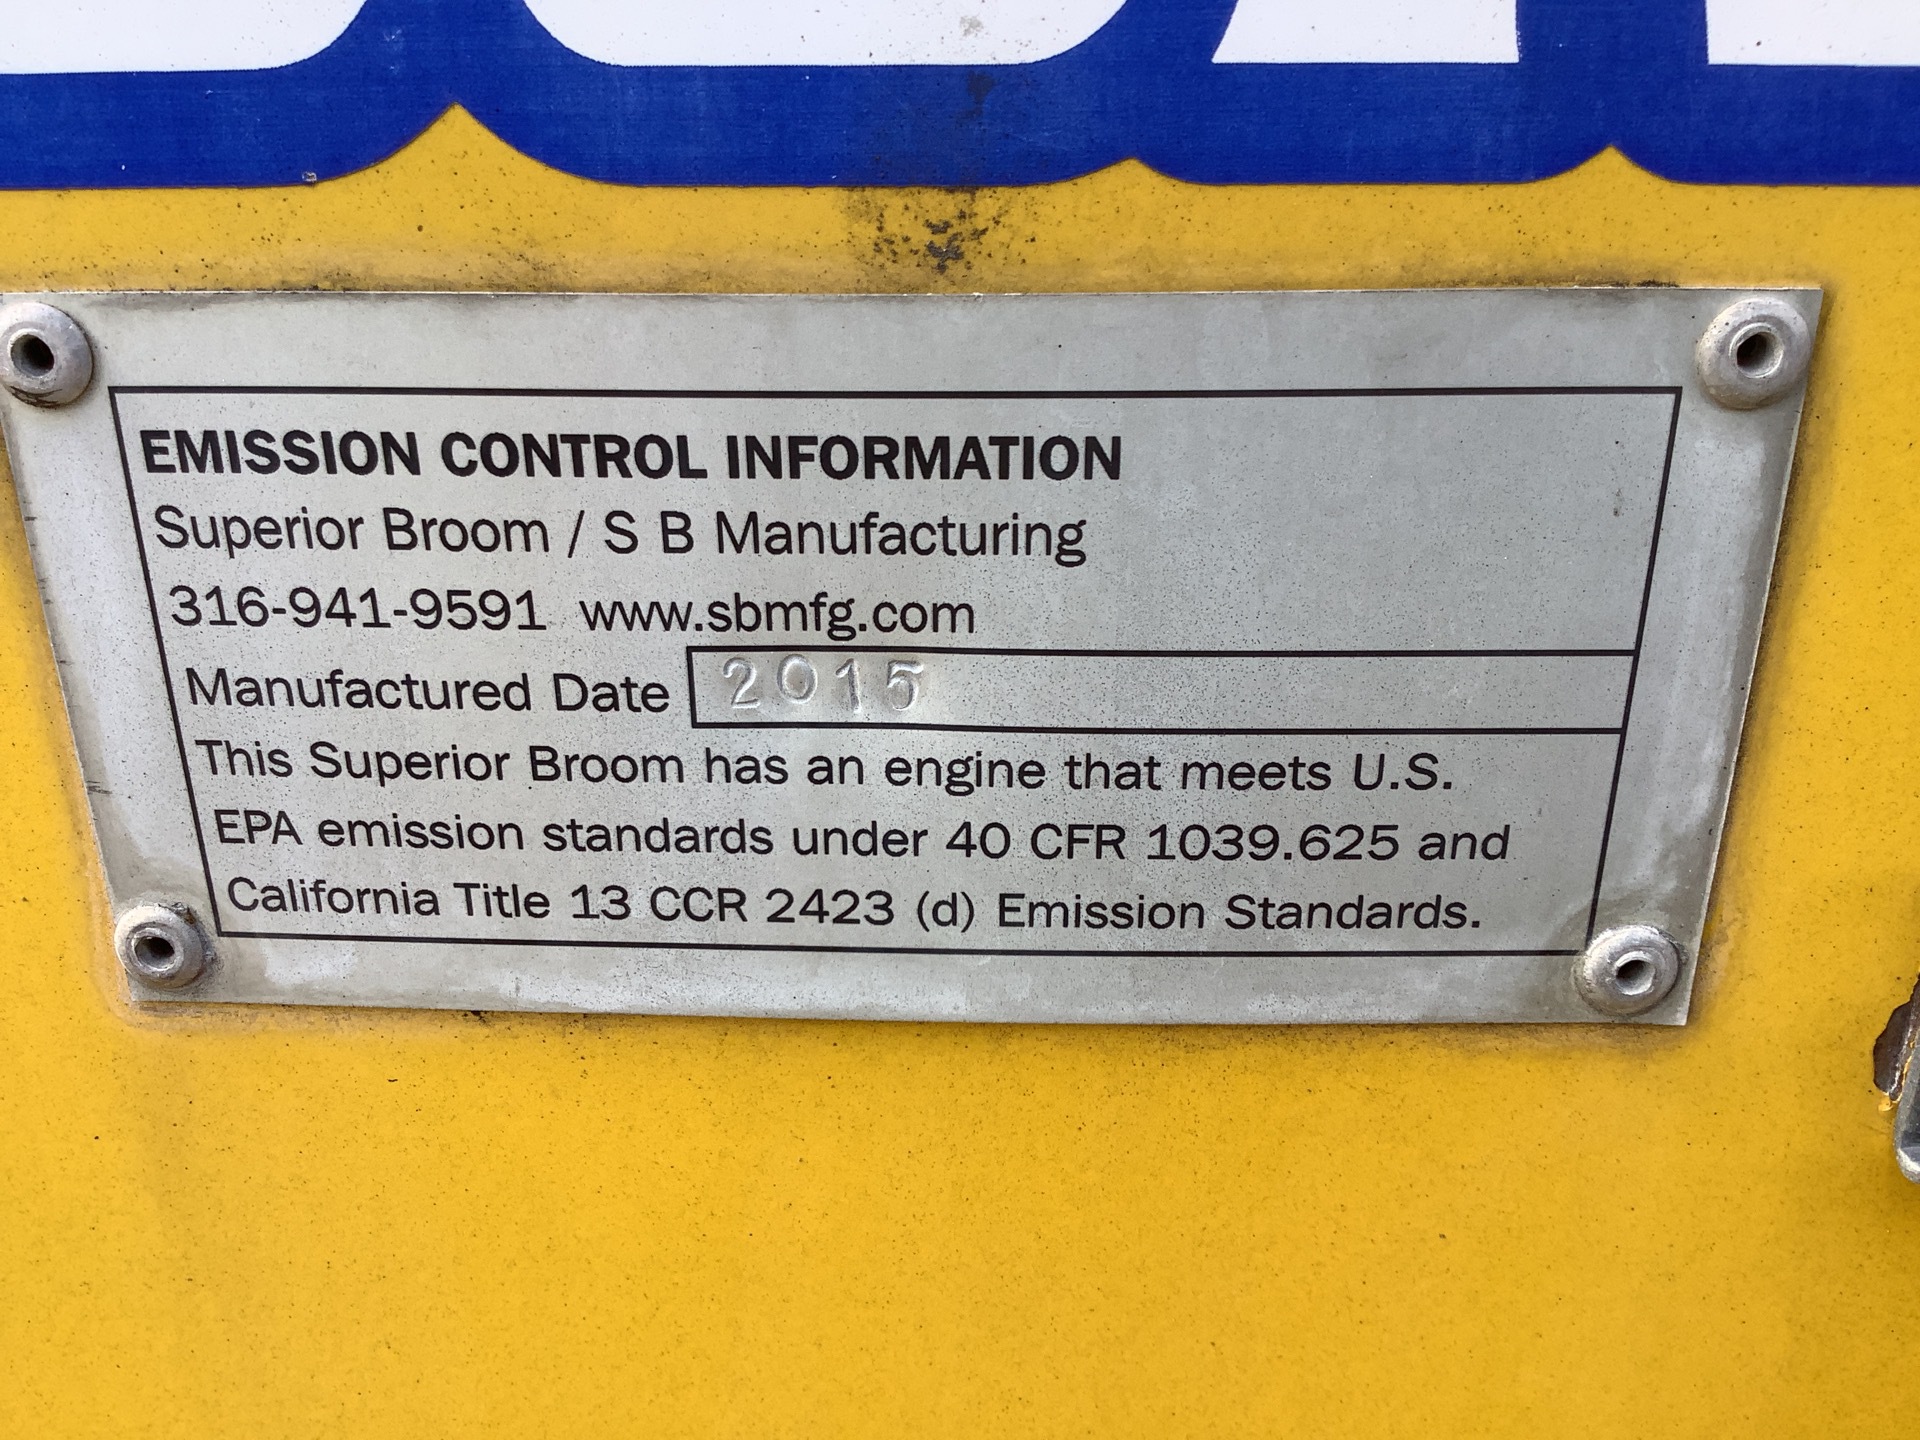 EMISSION CONTROL INFORMATION
Superior Broom / S B Manufacturing
316-941-9591 www.sbmfg.com
Manufactured Date 2015
This Superior Broom has an engine that meets U.S.
EPA emission standards under 40 CFR 1039.625 and
California Title 13 CCR 2423 (d) Emission Standards.